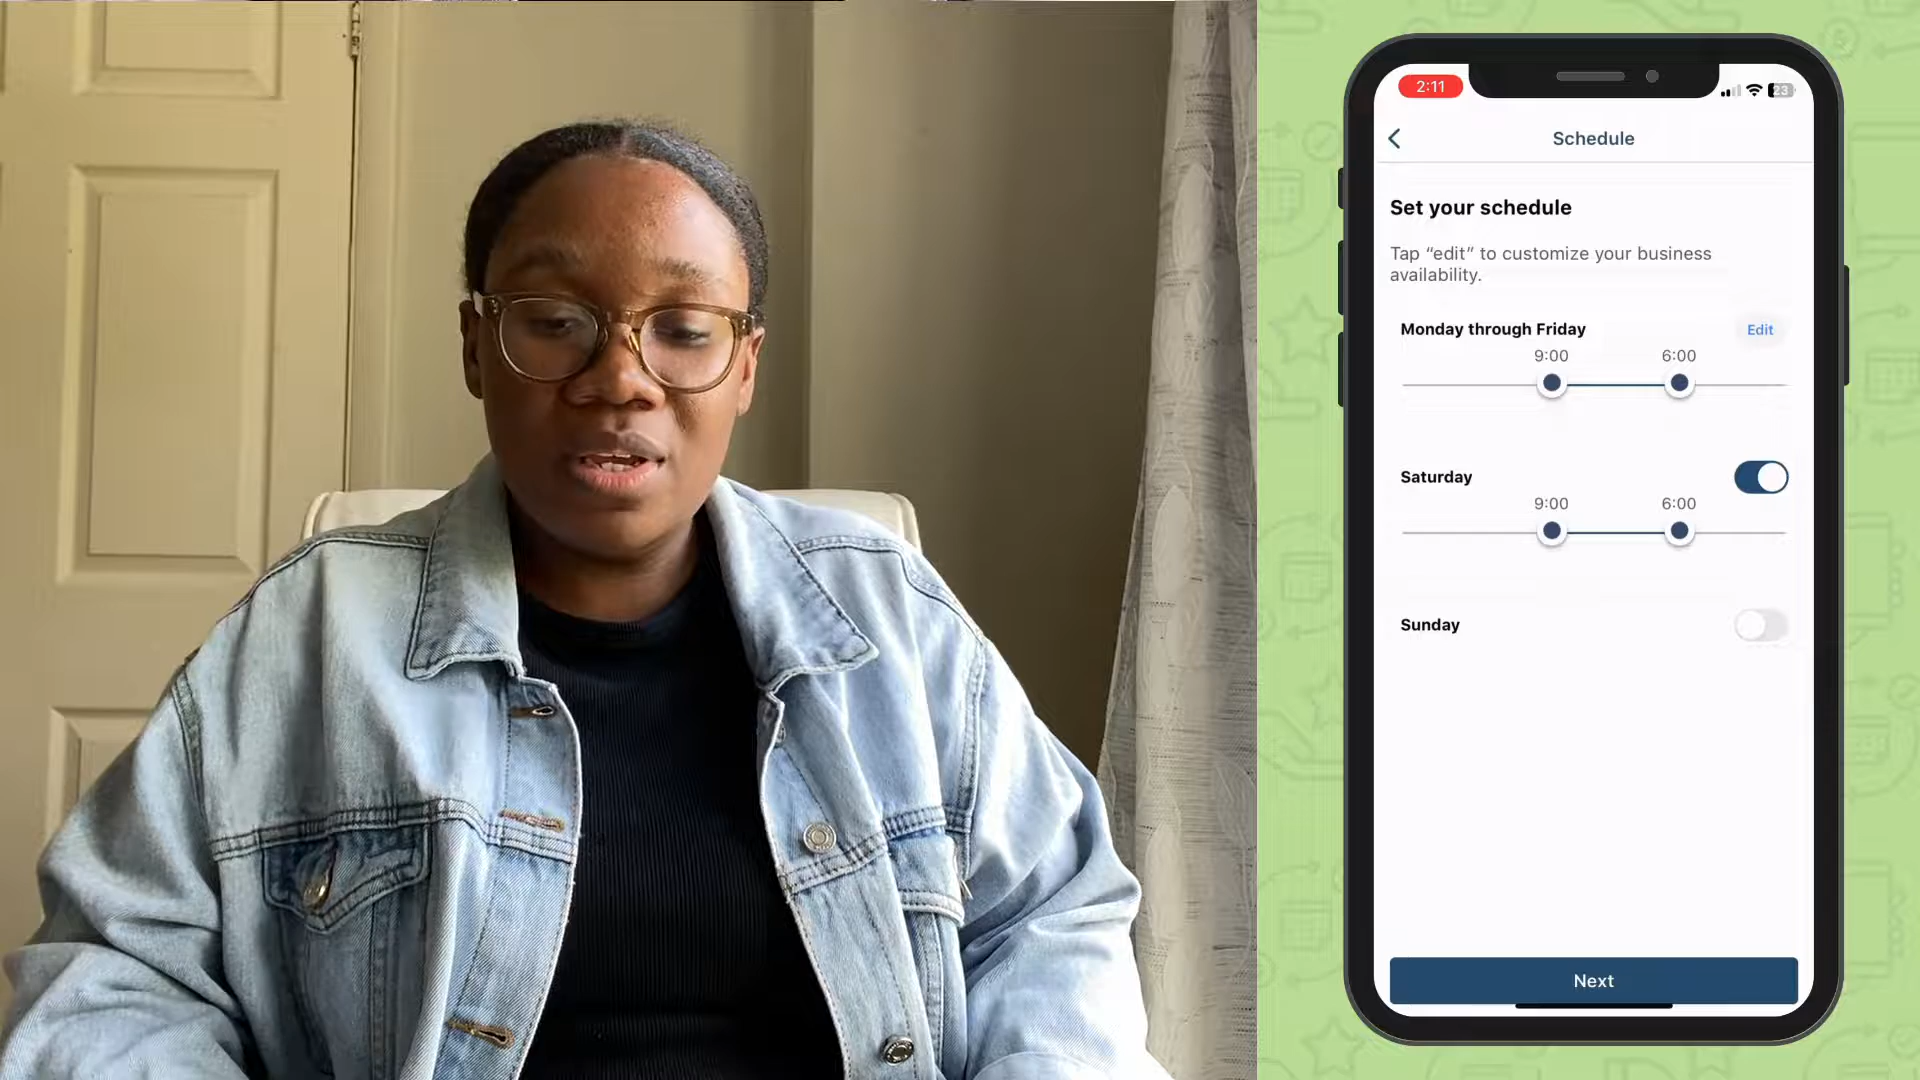 2:11
23
Schedule
Set your schedule
Tap “edit” to customize your business
availability.
Monday through Friday
Edit
9:00 6:00
Saturday
9:00 6:00
Sunday
Next